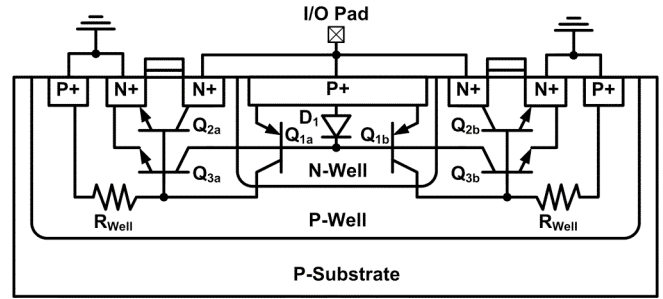 I/O Pad
P+ N+ N+ P+ N+ N+ P+
D1
Q2a Q1a Q1b Q2b
Q3a N-Well Q3b
RWell RWell
P-Well
P-Substrate